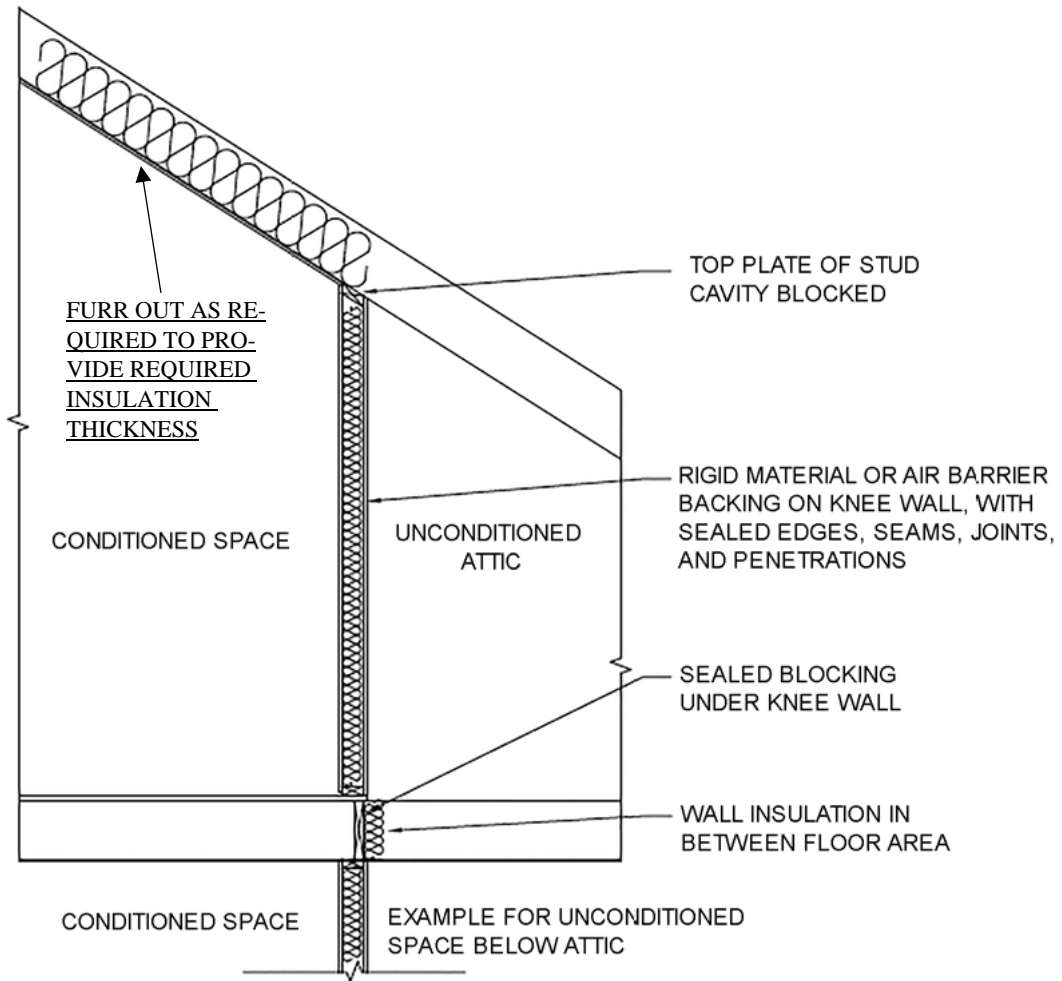 TOP PLATE OF STUD
CAVITY BLOCKED
FURR OUT AS RE-
QUIRED TO PRO-
VIDE REQUIRED
INSULATION
THICKNESS
RIGID MATERIAL OR AIR BARRIER
BACKING ON KNEE WALL, WITH
SEALED EDGES, SEAMS, JOINTS,
AND PENETRATIONS
CONDITIONED SPACE
UNCONDITIONED
ATTIC
SEALED BLOCKING
UNDER KNEE WALL
WALL INSULATION IN
BETWEEN FLOOR AREA
CONDITIONED SPACE
EXAMPLE FOR UNCONDITIONED
SPACE BELOW ATTIC